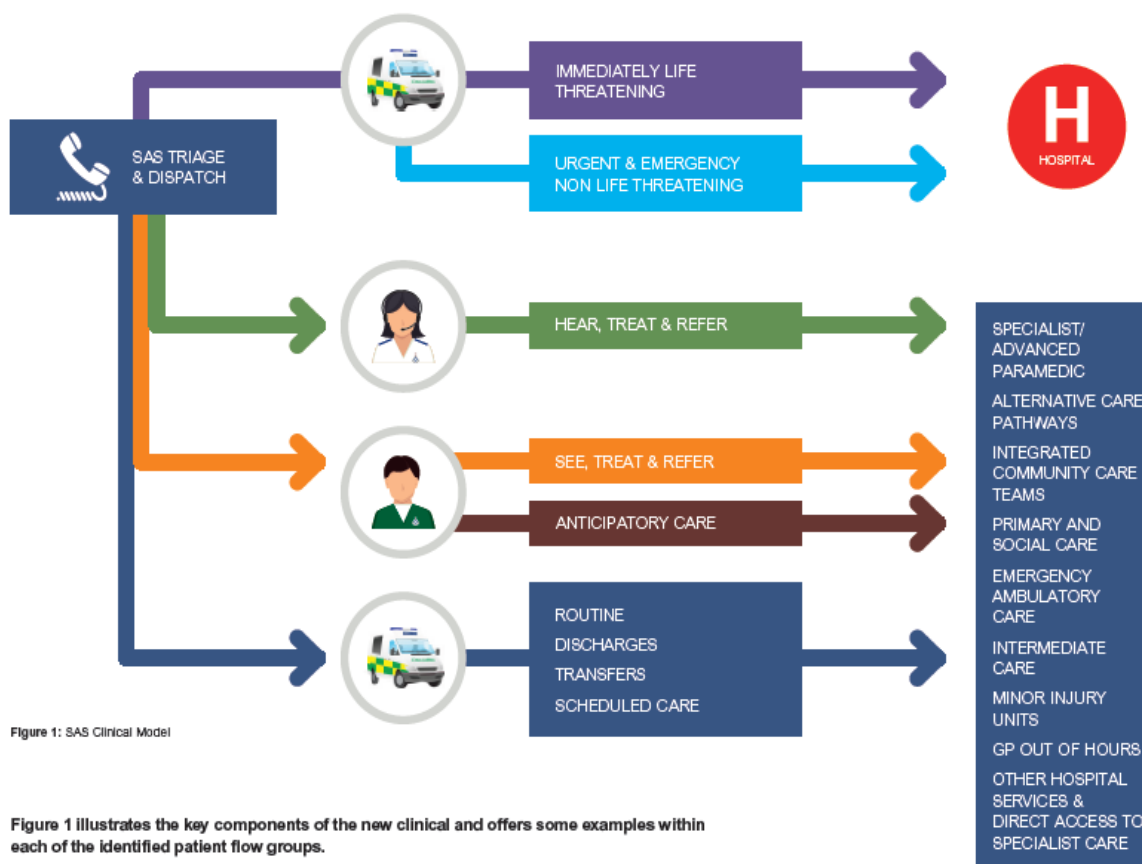 IMMEDIATELY LIFE
THREATENING
H
HOSPITAL
SAS TRIAGE
& DISPATCH
URGENT & EMERGENCY
NON LIFE THREATENING
HEAR, TREAT & REFER
SEE, TREAT & REFER
ANTICIPATORY CARE
ROUTINE
DISCHARGES
TRANSFERS
SCHEDULED CARE
SPECIALIST/
ADVANCED
PARAMEDIC
ALTERNATIVE CARE
PATHWAYS
INTEGRATED
COMMUNITY CARE
TEAMS
PRIMARY AND
SOCIAL CARE
EMERGENCY
AMBULATORY
CARE
INTERMEDIATE
CARE
MINOR INJURY
UNITS
GP OUT OF HOURS
OTHER HOSPITAL
SERVICES &
DIRECT ACCESS TO
SPECIALIST CARE
Figure 1: SAS Clinical Model
Figure 1 illustrates the key components of the new clinical and offers some examples within
each of the identified patient flow groups.